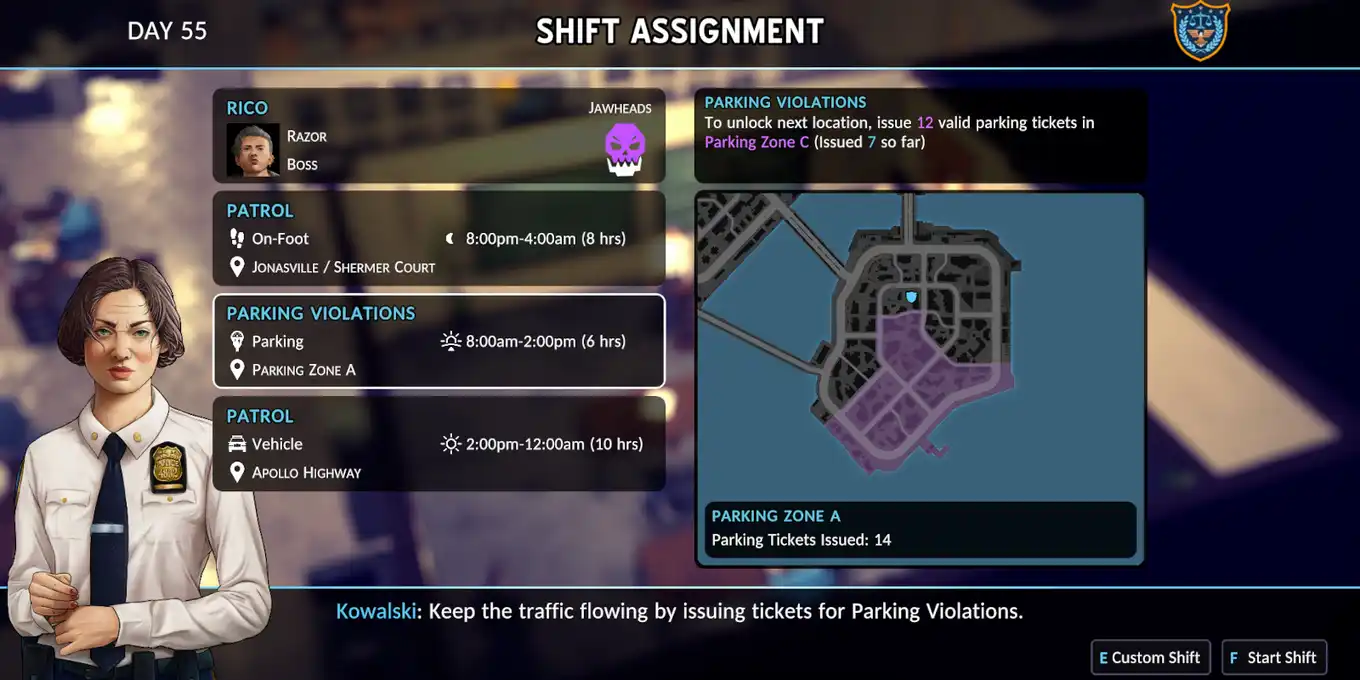 DAY 55
SHIFT ASSIGNMENT
RICO
JAWHEADS
RAZOR
BOSS
PATROL
On-Foot
8:00pm-4:00am (8 hrs)
JONASVILLE / SHERMER COURT
PARKING VIOLATIONS
Parking
8:00am-2:00pm (6 hrs)
PARKING ZONE A
PATROL
Vehicle
2:00pm-12:00am (10 hrs)
APOLLO HIGHWAY
PARKING VIOLATIONS
To unlock next location, issue 12 valid parking tickets in
Parking Zone C (Issued 7 so far)
PARKING ZONE A
Parking Tickets Issued: 14
Kowalski: Keep the traffic flowing by issuing tickets for Parking Violations.
E Custom Shift
F Start Shift